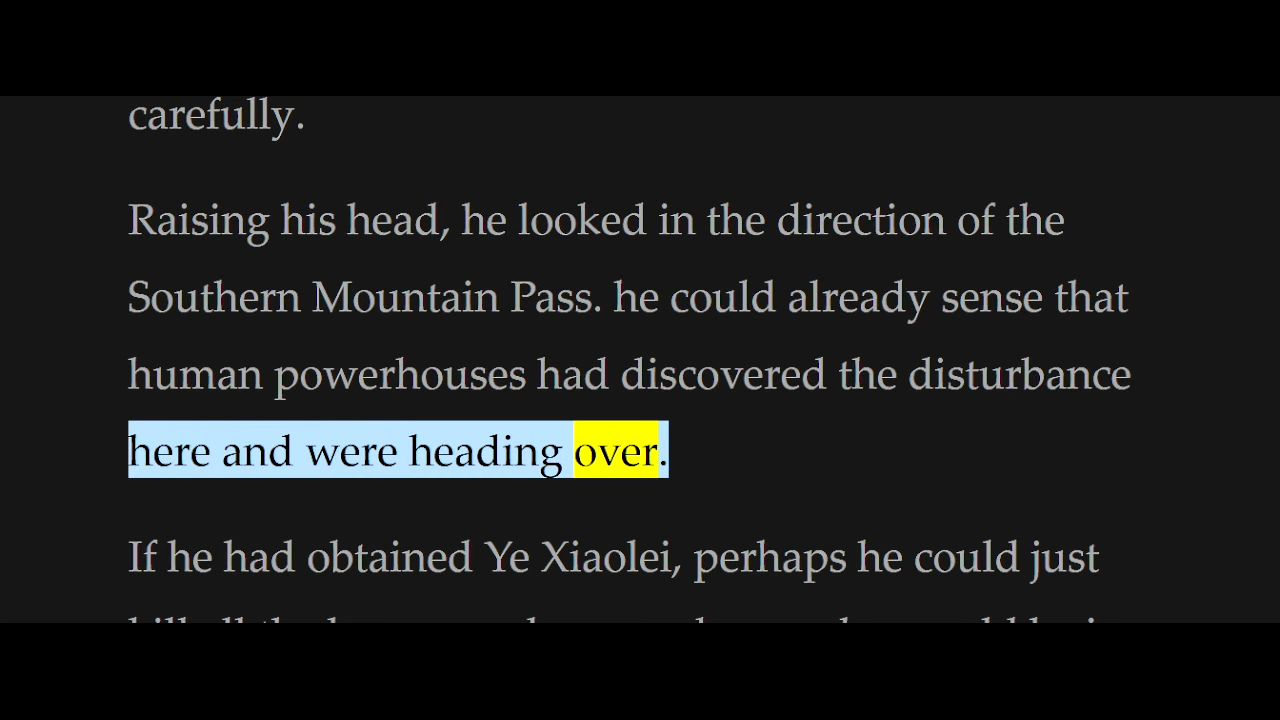 carefully.
Raising his head, he looked in the direction of the
Southern Mountain Pass. he could already sense that
human powerhouses had discovered the disturbance
here and were heading over.
If he had obtained Ye Xiaolei, perhaps he could just